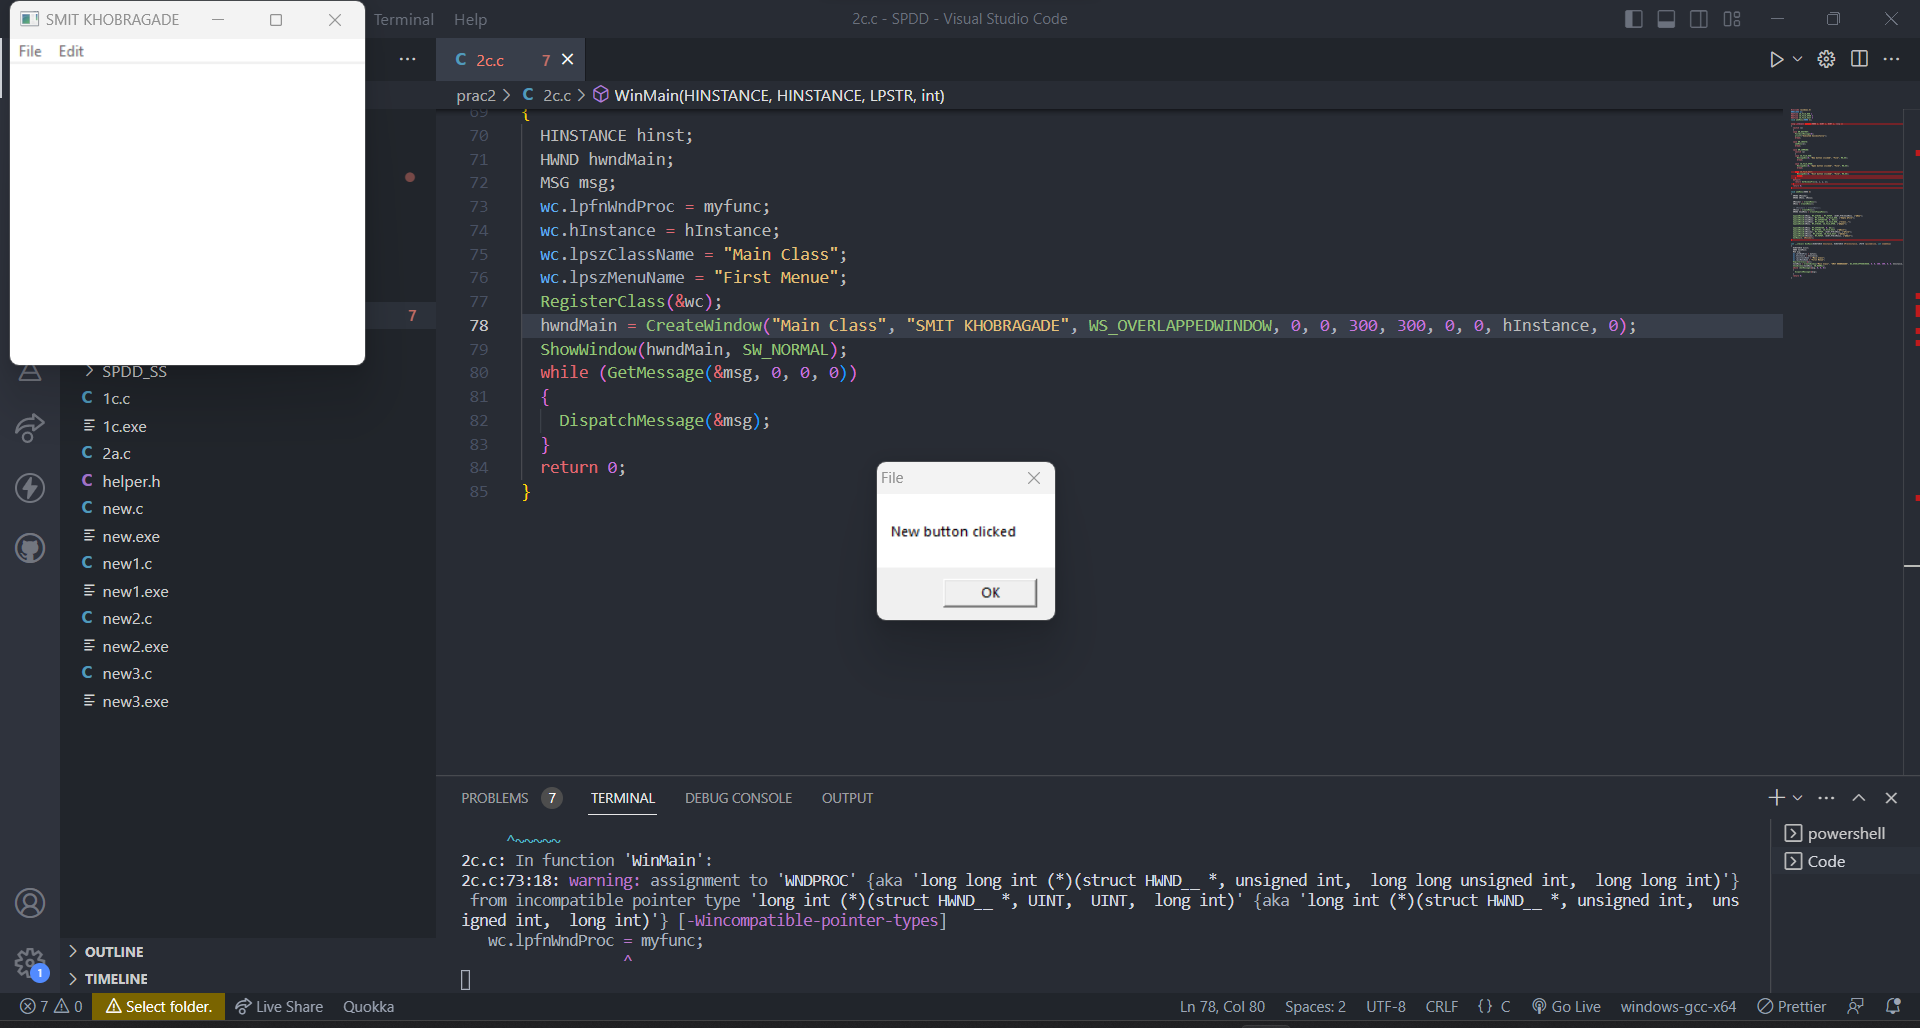 SMIT KHOBRAGADE
File Edit
Terminal Help
2c.c - SPDD - Visual Studio Code
C 2c.c 7
prac2 > C 2c.c > WinMain(HINSTANCE, HINSTANCE, LPSTR, int)
69 {
70 HINSTANCE hinst;
71 HWND hwndMain;
72 MSG msg;
73 wc.lpfnWndProc = myfunc;
74 wc.hInstance = hInstance;
75 wc.lpszClassName = "Main Class";
76 wc.lpszMenuName = "First Menue";
77 RegisterClass(&wc);
78 hwndMain = CreateWindow("Main Class", "SMIT KHOBRAGADE", WS_OVERLAPPEDWINDOW, 0, 0, 300, 300, 0, 0, hInstance, 0);
79 ShowWindow(hwndMain, SW_NORMAL);
80 while (GetMessage(&msg, 0, 0, 0))
81 {
82 DispatchMessage(&msg);
83 }
84 return 0;
85 }
7
SPDD_SS
C 1c.c
1c.exe
C 2a.c
C helper.h
C new.c
new.exe
C new1.c
new1.exe
C new2.c
new2.exe
C new3.c
new3.exe
File
New button clicked
OK
PROBLEMS 7 TERMINAL DEBUG CONSOLE OUTPUT
^~~~~~
2c.c: In function 'WinMain':
2c.c:73:18: warning: assignment to 'WNDPROC' {aka 'long long int (*)(struct HWND__ *, unsigned int,  long long unsigned int,  long long int)'}
 from incompatible pointer type 'long int (*)(struct HWND__ *, UINT,  UINT,  long int)' {aka 'long int (*)(struct HWND__ *, unsigned int,  uns
igned int,  long int)'} [-Wincompatible-pointer-types]
wc.lpfnWndProc = myfunc;
^
powershell
Code
OUTLINE
TIMELINE
1
7 0 Select folder. Live Share Quokka
Ln 78, Col 80 Spaces: 2 UTF-8 CRLF {} C Go Live windows-gcc-x64 Prettier